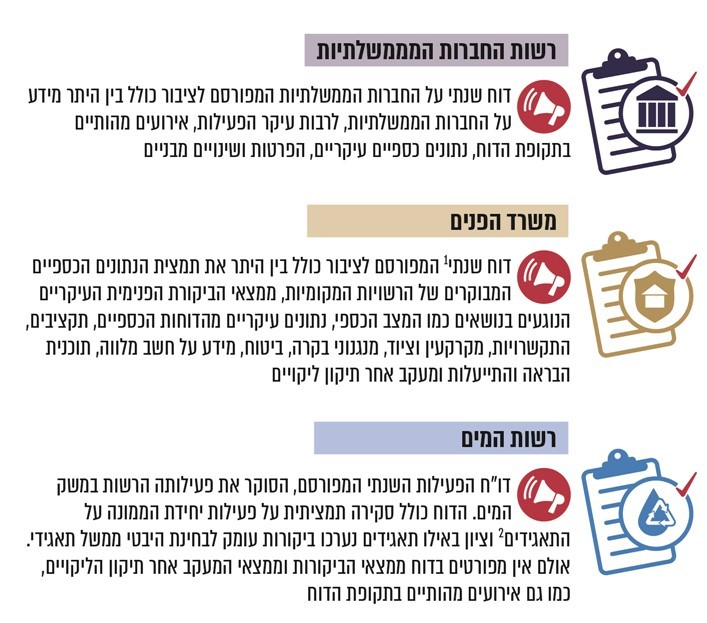 רשות החברות המממשלתיות
דוח שנתי על החברות הממשלתיות המפורסם לציבור כולל בין היתר מידע
על החברות הממשלתיות, לרבות עיקר הפעילות, אירועים מהותיים
בתקופת הדוח, נתונים כספיים עיקריים, הפרטות ושינויים מבניים
משרד הפנים
דוח שנתי1 המפורסם לציבור כולל בין היתר את תמצית הנתונים הכספיים
המבוקרים של הרשויות המקומיות, ממצאי הביקורת הפנימית העיקריים
הנוגעים בנושאים כמו המצב הכספי, נתונים עיקריים מהדוחות הכספיים, תקציבים,
התקשרויות, מקרקעין וציוד, מנגנוני בקרה, ביטוח, מידע על חשב מלווה, תוכנית
הבראה והתייעלות ומעקב אחר תיקון ליקויים
רשות המים
דו"ח הפעילות השנתי המפורסם, הסוקר את פעילותה הרשות במשק
המים. הדוח כולל סקירה תמציתית על פעילות יחידת הממונה על
התאגידים2 וציון באילו תאגידים נערכו ביקורות עומק לבחינת היבטי ממשל תאגידי.
אולם אין מפורטים בדוח ממצאי הביקורות וממצאי המעקב אחר תיקון הליקויים,
כמו גם אירועים מהותיים בתקופת הדוח